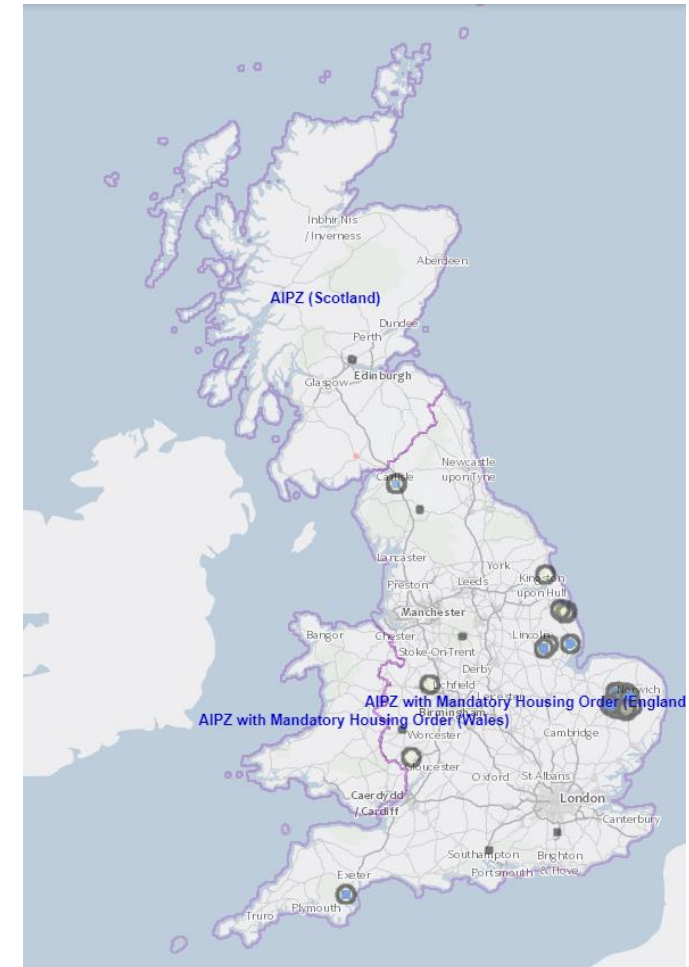 Inbhir Nis
/ Inverness
Aberdeen
AIPZ (Scotland)
Dundee
Perth
Edinburgh
Glasgow
Newcastle
upon Tyne
Carlisle
Lancaster
York
Preston
Leeds
Kingston
upon Hull
Manchester
Bangor
Chester
Lincoln
Stoke-On-Trent
Derby
Lichfield
Norwich
Leicester
AIPZ with Mandatory Housing Order (England
Birmingham
AIPZ with Mandatory Housing Order (Wales)
Worcester
Cambridge
Gloucester
Oxford
St Albans
Caerdydd
/ Cardiff
London
Canterbury
Southampton
Brighton
& Hove
Portsmouth
Exeter
Plymouth
Truro